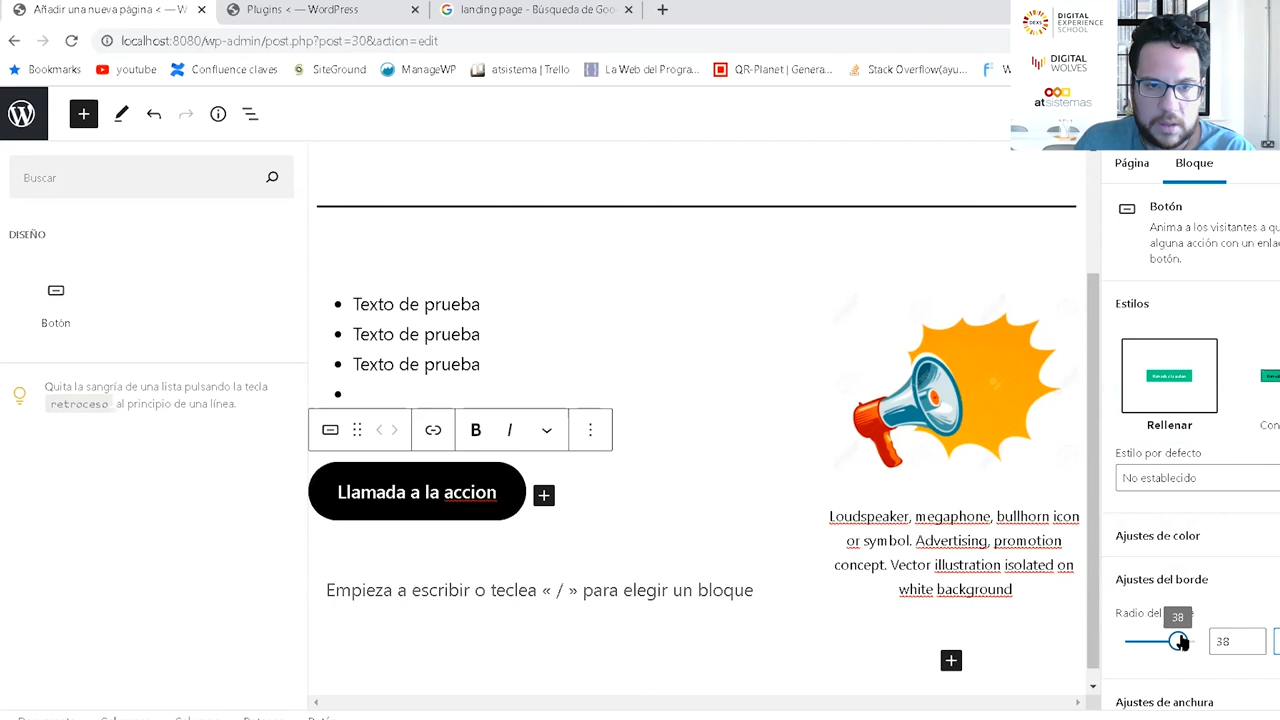 Añadir una nueva página < — W
Plugins < — WordPress
landing page - Búsqueda de Goo
localhost:8080/wp-admin/post.php?post=30&action=edit
Bookmarks
youtube
Confluence claves
SiteGro
ManageWP
atsistema | Trello
La Web del Progra...
QR-Planet | Genera...
Stack Overflow(ayu...
W
DEXS
DIGITAL
EXPERIENCE
SCHOOL
DIGITAL
WOLVES
atsistemas
Buscar
DISEÑO
Botón
Quita la sangría de una lista pulsando la tecla
retroceso al principio de una línea.
Texto de prueba
Texto de prueba
Texto de prueba
B I
Llamada a la accion
Empieza a escribir o teclea « / » para elegir un bloque
Loudspeaker, megaphone, bullhorn icon
or symbol. Advertising, promotion
concept. Vector illustration isolated on
white background
Página
Bloque
Botón
Anima a los visitantes a qu
alguna acción con un enla
botón.
Estilos
Rellenar
Con
Estilo por defecto
No establecido
Ajustes de color
Ajustes del borde
Radio del
38
38
Ajustes de anchura